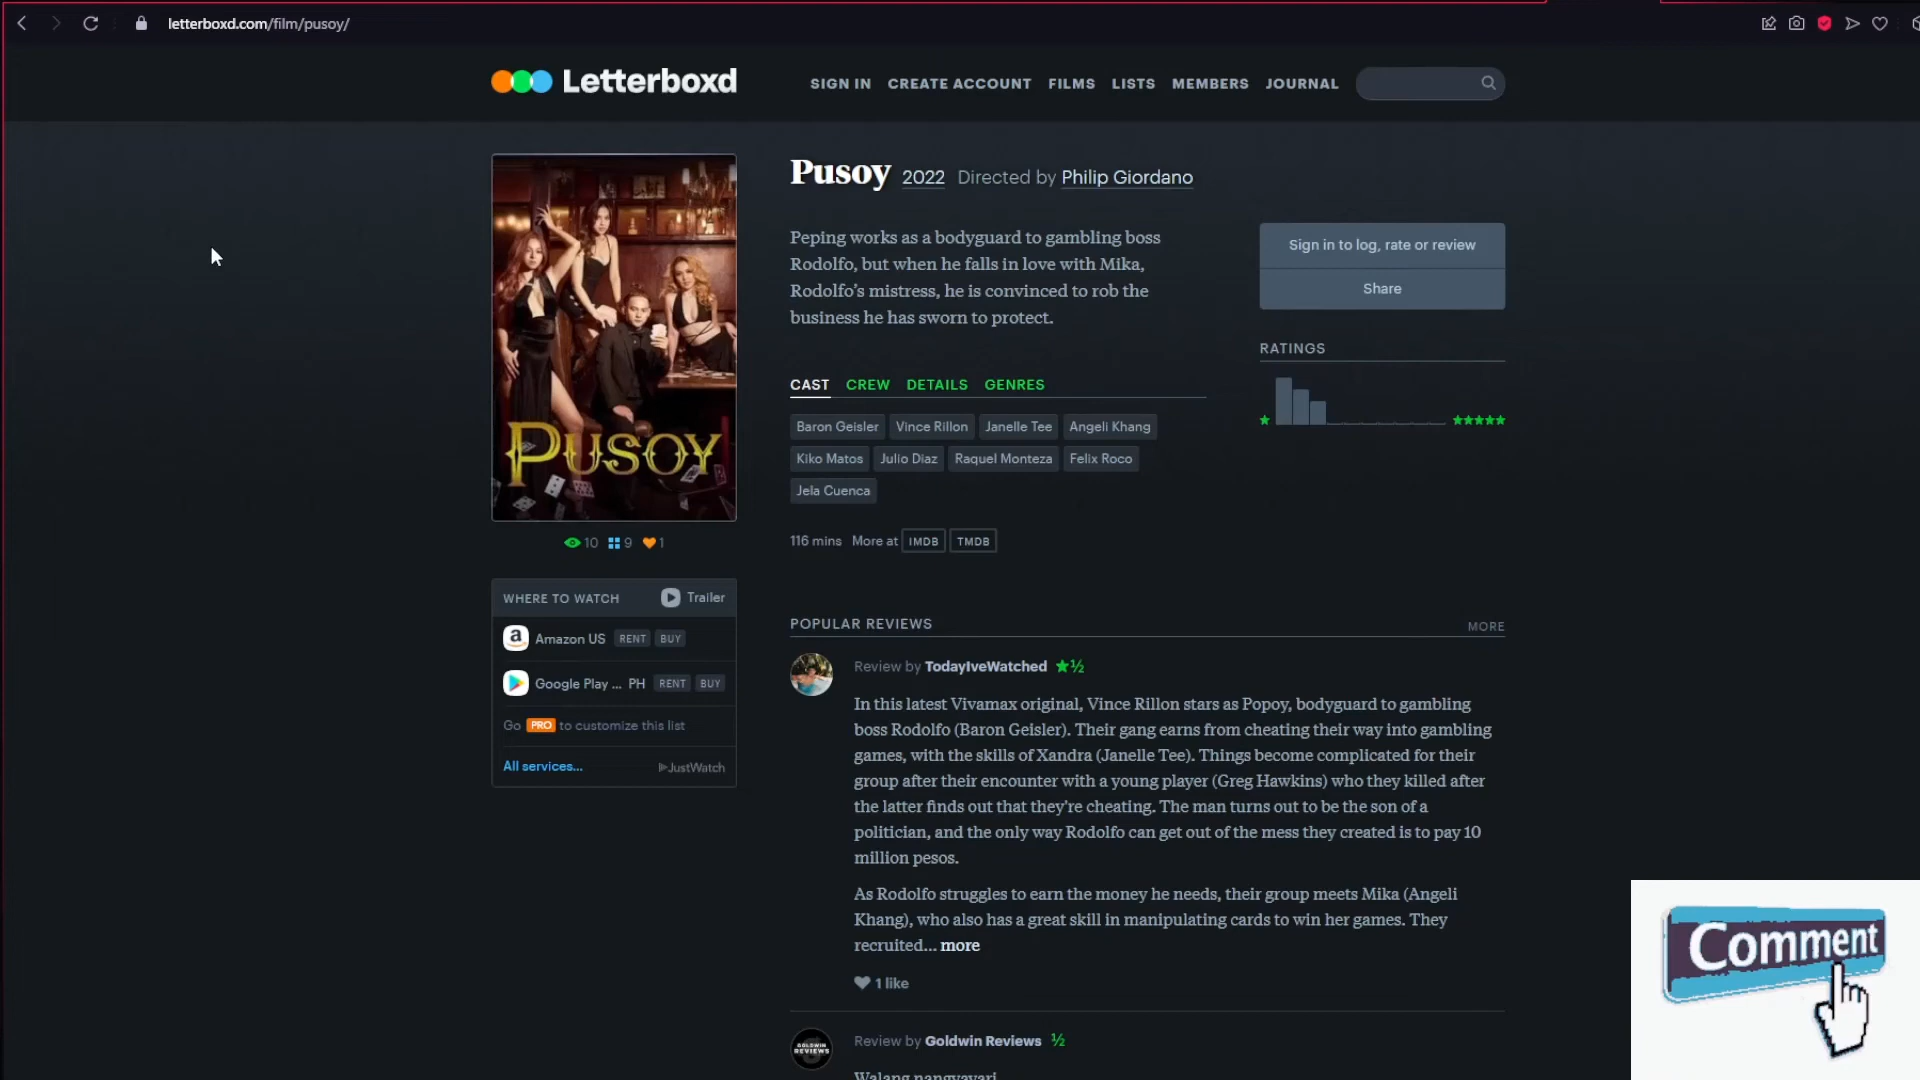 letterboxd.com/film/pusoy/
Letterboxd
SIGN IN CREATE ACCOUNT FILMS LISTS MEMBERS JOURNAL
Pusoy 2022 Directed by Philip Giordano
Peping works as a bodyguard to gambling boss
Rodolfo, but when he falls in love with Mika,
Rodolfo’s mistress, he is convinced to rob the
business he has sworn to protect.
Sign in to log, rate or review
Share
RATINGS
★ ★★★★★
CAST CREW DETAILS GENRES
Baron Geisler Vince Rillon Janelle Tee Angeli Khang
Kiko Matos Julio Diaz Raquel Monteza Felix Roco
Jela Cuenca
116 mins More at IMDB TMDB
PUSOY
10 9 1
WHERE TO WATCH Trailer
Amazon US RENT BUY
Google Play ... PH RENT BUY
Go PRO to customize this list
All services... JustWatch
POPULAR REVIEWS MORE
Review by TodayIveWatched ★½
In this latest Vivamax original, Vince Rillon stars as Popoy, bodyguard to gambling
boss Rodolfo (Baron Geisler). Their gang earns from cheating their way into gambling
games, with the skills of Xandra (Janelle Tee). Things become complicated for their
group after their encounter with a young player (Greg Hawkins) who they killed after
the latter finds out that they're cheating. The man turns out to be the son of a
politician, and the only way Rodolfo can get out of the mess they created is to pay 10
million pesos.
As Rodolfo struggles to earn the money he needs, their group meets Mika (Angeli
Khang), who also has a great skill in manipulating cards to win her games. They
recruited... more
1 like
GOLDWIN
REVIEWS
Review by Goldwin Reviews ½
Walang nangyayari
Comment